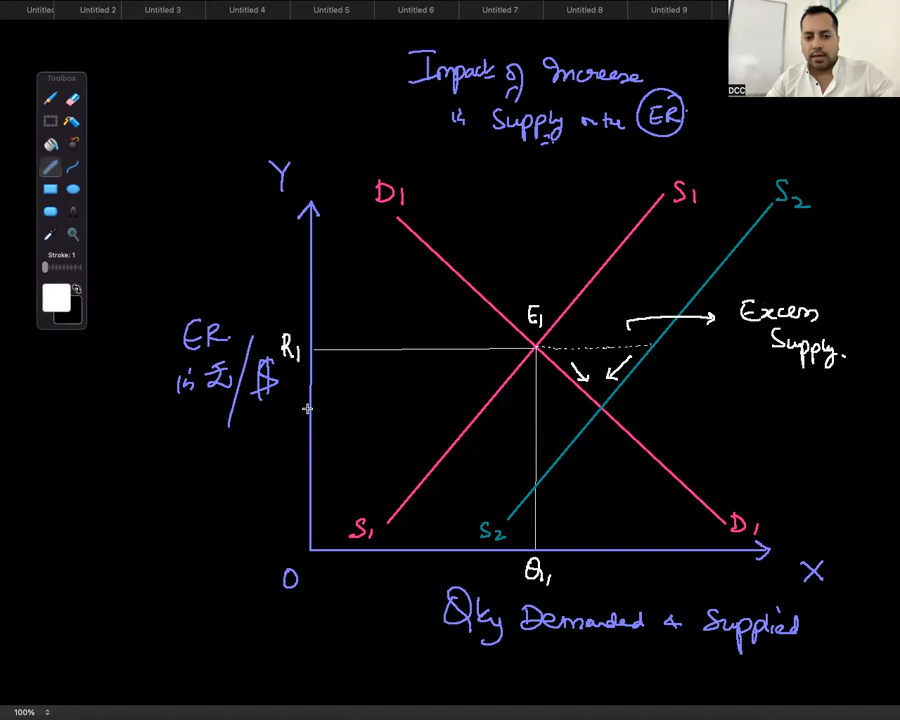 Untitled 2
Untitled 3
Untitled 4
Untitled 5
Untitled 6
Untitled 7
Untitled 8
Untitled 9
Toolbox
Stroke: 1
DCC
Impact of Increase
in Supply on the ER
Y
D1
S1
S2
E1
Excess
Supply.
R1
ER
in ₹/$
S1
S2
D1
O
Q1
X
Qty Demanded & Supplied
100%